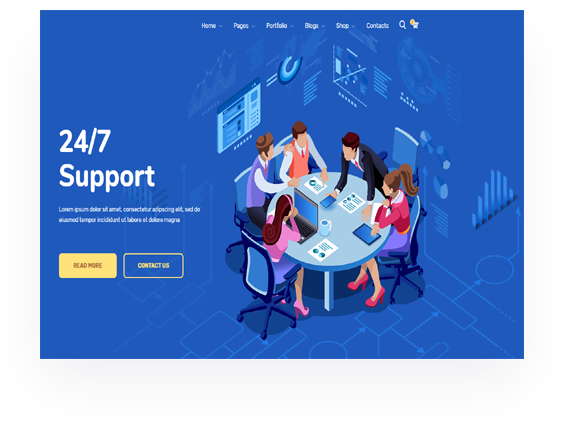 Home Pages Portfolio Blogs Shop Contacts
24/7
Support
Lorem ipsum dolor sit amet, consectetur adipiscing elit, sed do
eiusmod tempor incididunt ut labore et dolore magna
READ MORE CONTACT US